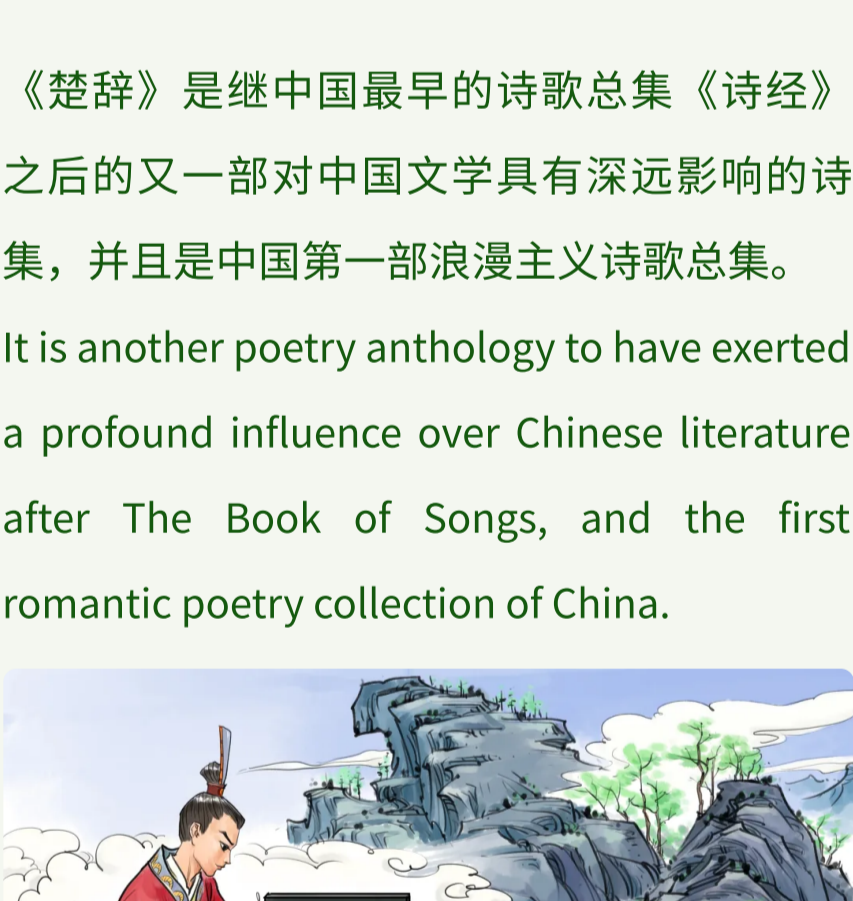 《楚辞》是继中国最早的诗歌总集《诗经》
之后的又一部对中国文学具有深远影响的诗
集，并且是中国第一部浪漫主义诗歌总集。
It is another poetry anthology to have exerted
a profound influence over Chinese literature
after The Book of Songs, and the first
romantic poetry collection of China.